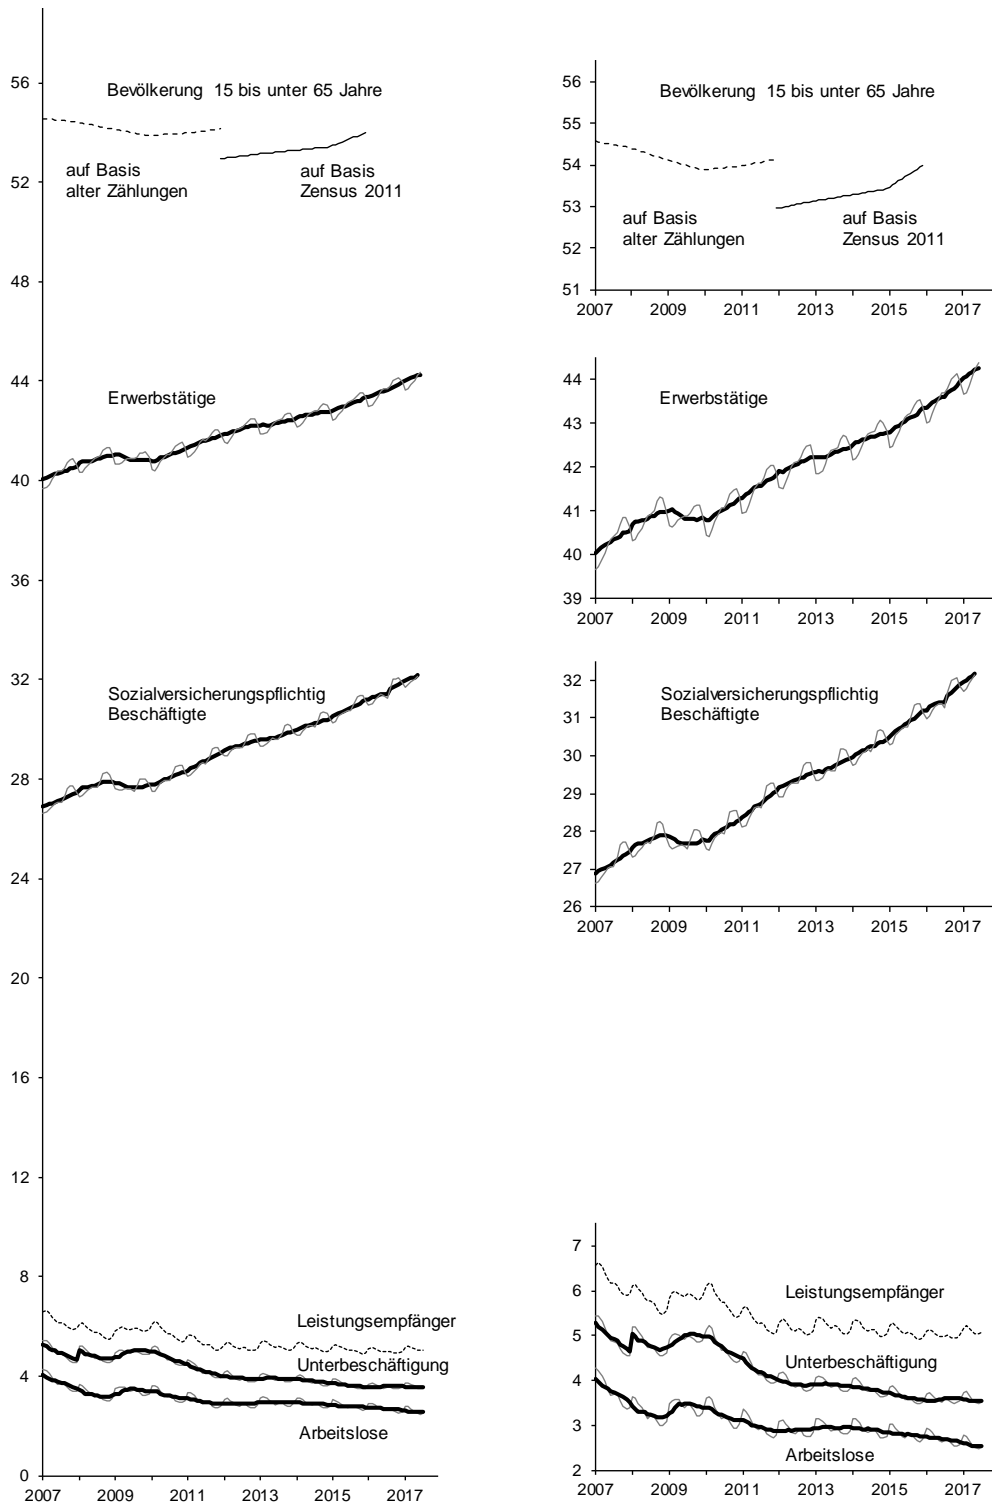 56
Bevölkerung 15 bis unter 65 Jahre
auf Basis
alter Zählungen
auf Basis
Zensus 2011
52
48
44
Erwerbstätige
40
36
32
Sozialversicherungspflichtig
Beschäftigte
28
24
20
16
12
8
Leistungsempfänger
Unterbeschäftigung
4
Arbeitslose
0
2007 2009 2011 2013 2015 2017
56
Bevölkerung 15 bis unter 65 Jahre
55
54
53
auf Basis
alter Zählungen
auf Basis
Zensus 2011
52
51
2007 2009 2011 2013 2015 2017
44
Erwerbstätige
43
42
41
40
39
2007 2009 2011 2013 2015 2017
32
Sozialversicherungspflichtig
Beschäftigte
31
30
29
28
27
26
2007 2009 2011 2013 2015 2017
7
6
Leistungsempfänger
5
Unterbeschäftigung
4
3
Arbeitslose
2
2007 2009 2011 2013 2015 2017